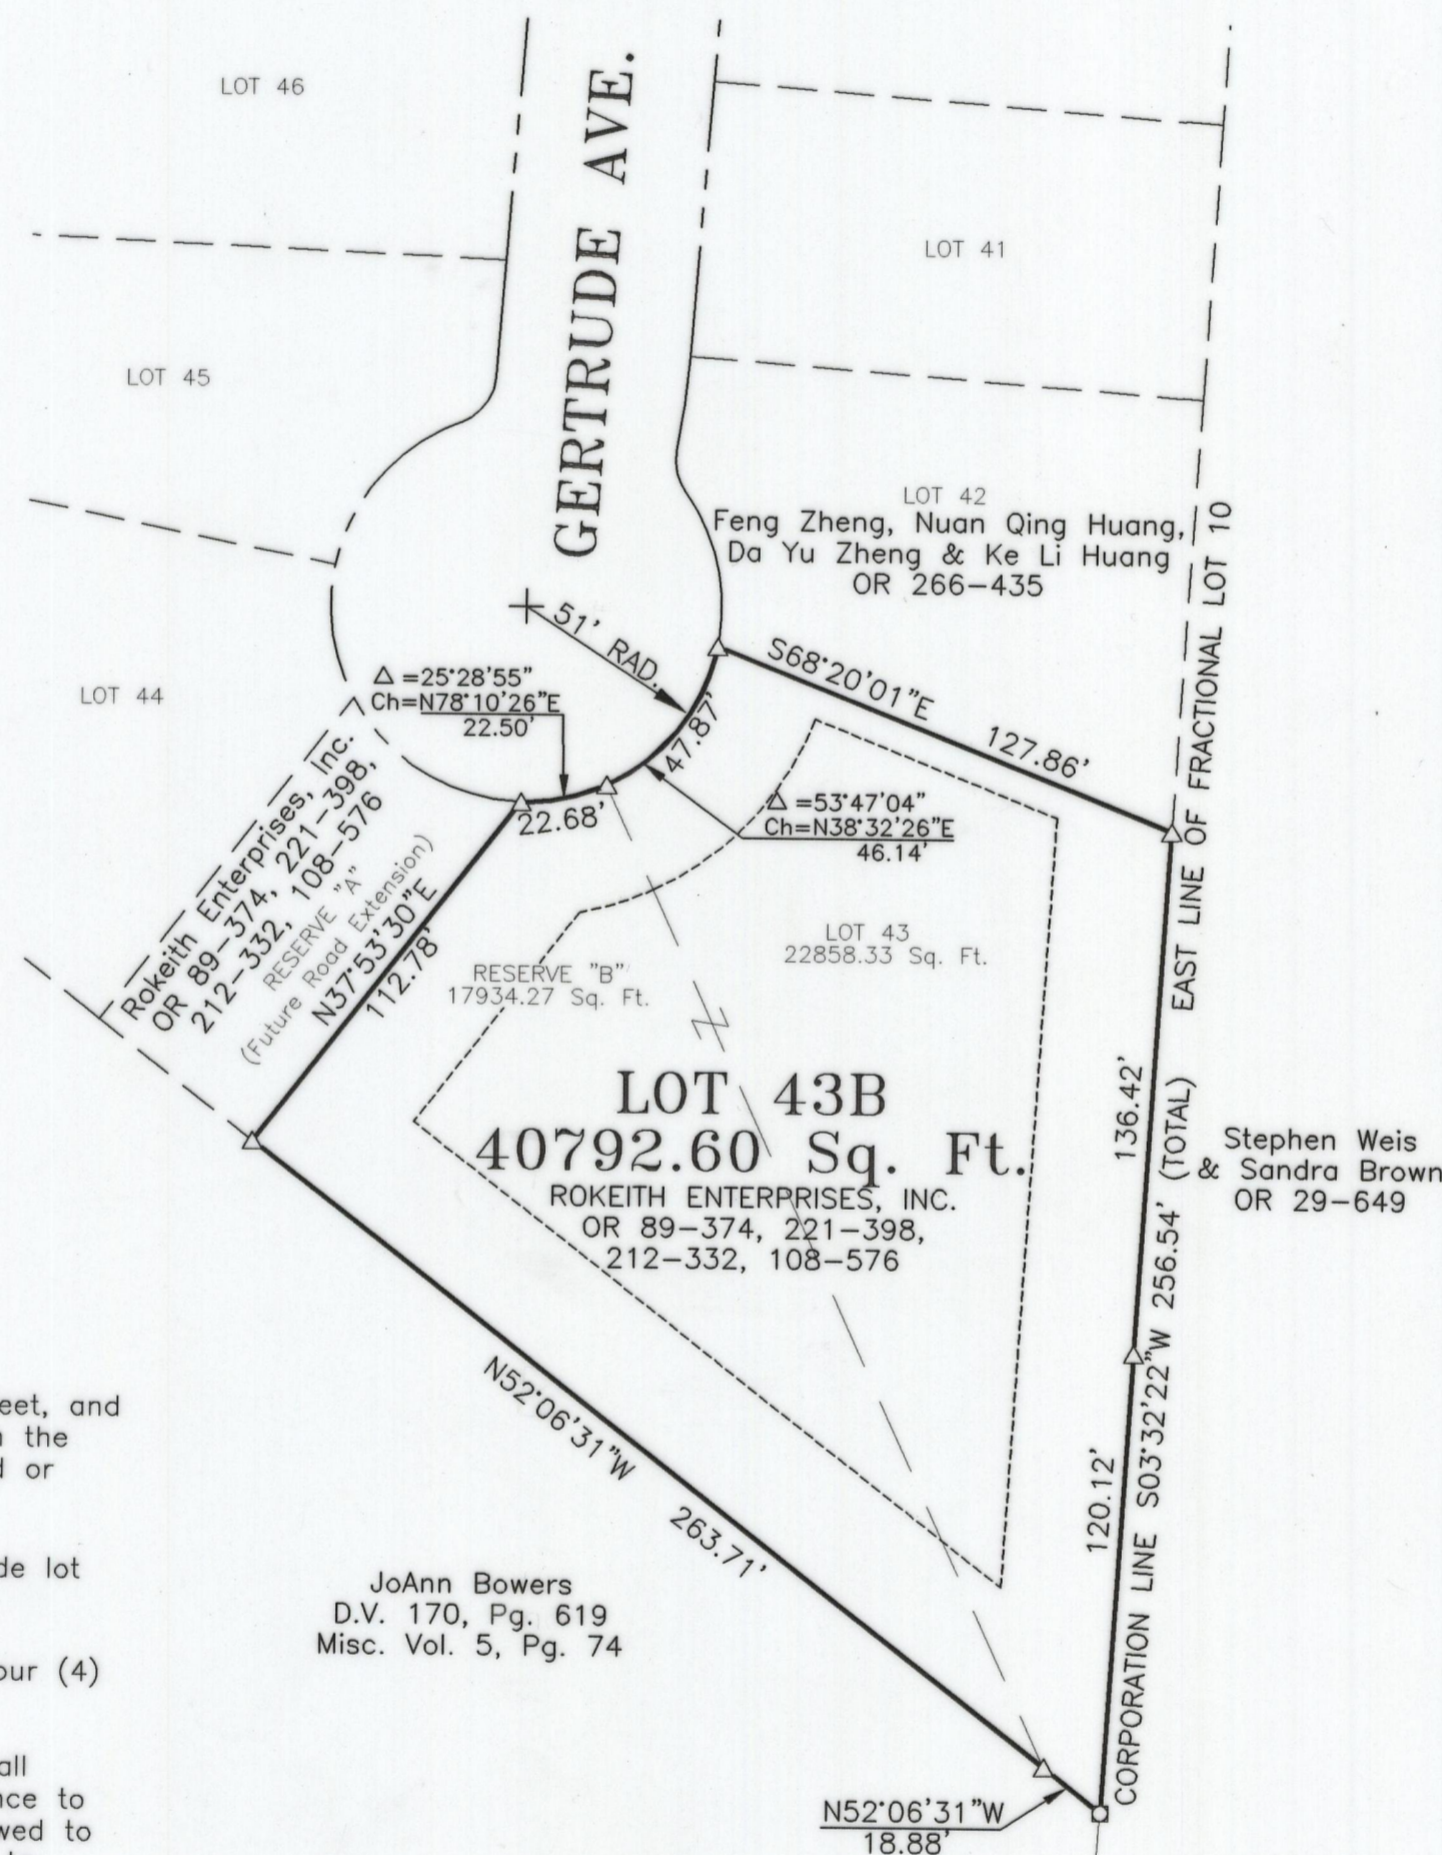 LOT 46
GERTRUDE AVE.
LOT 41
LOT 45
LOT 42
Feng Zheng, Nuan Qing Huang,
Da Yu Zheng & Ke Li Huang
OR 266-435
51' RAD.
S68°20'01"E
127.86'
Δ =25°28'55"
Ch=N78°10'26"E
22.50'
LOT 44
47.87'
22.68'
Δ =53°47'04"
Ch=N38°32'26"E
46.14'
Rokeith Enterprises, Inc.
OR 89-374, 221-398,
212-332, 108-576
RESERVE "A"
(Future Road Extension)
N37°53'30"E
112.78'
LOT 43
22858.33 Sq. Ft.
RESERVE "B"
17934.27 Sq. Ft.
LOT 43B
40792.60 Sq. Ft.
ROKEITH ENTERPRISES, INC.
OR 89-374, 221-398,
212-332, 108-576
136.42'
120.12'
CORPORATION LINE S03°32'22"W 256.54' (TOTAL) EAST LINE OF FRACTIONAL LOT 10
Stephen Weis
& Sandra Brown
OR 29-649
N52°06'31"W
263.71'
JoAnn Bowers
D.V. 170, Pg. 619
Misc. Vol. 5, Pg. 74
N52°06'31"W
18.88'
eet, and
the
or
de lot
our (4)
all
nce to
wed to